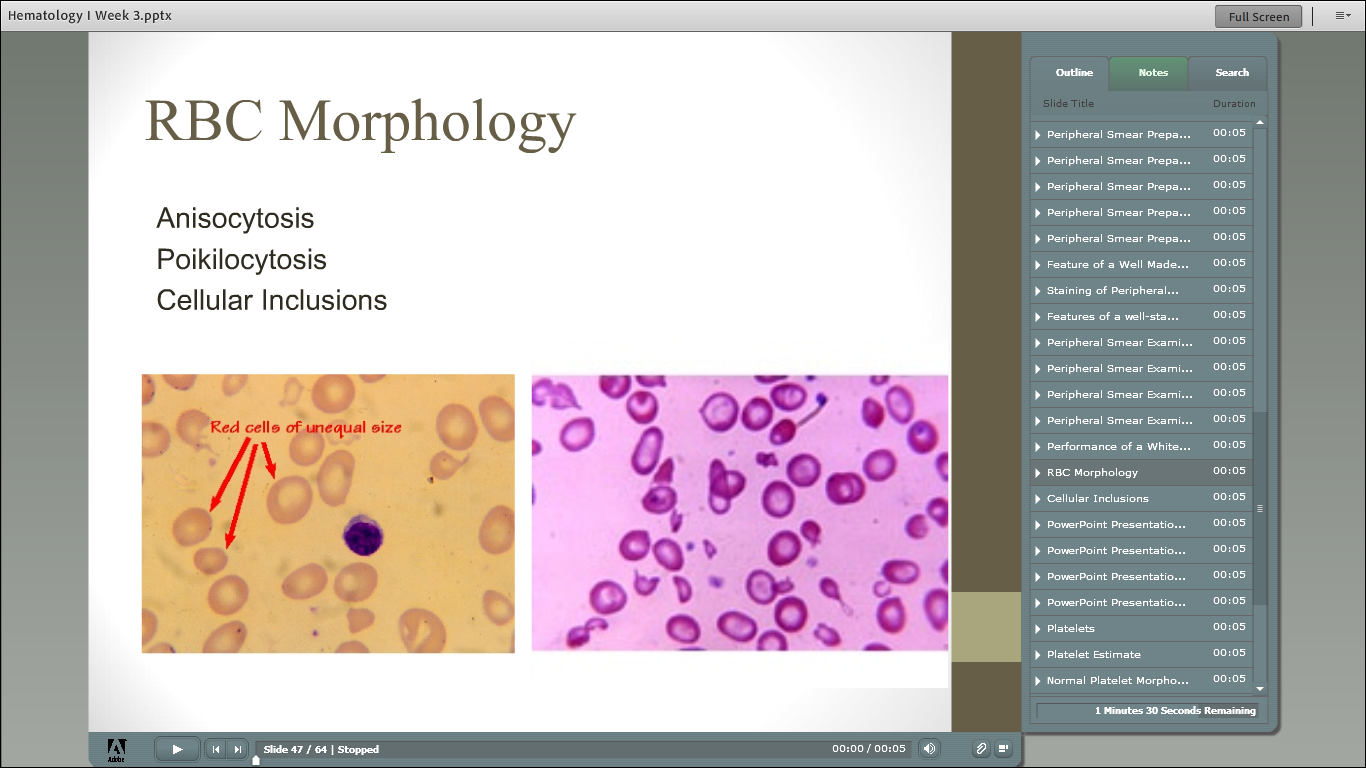 Hematology I Week 3.pptx
Full Screen
RBC Morphology
Anisocytosis
Poikilocytosis
Cellular Inclusions
Red cells of unequal size
Outline Notes Search
Slide Title Duration
Peripheral Smear Prepa... 00:05
Peripheral Smear Prepa... 00:05
Peripheral Smear Prepa... 00:05
Peripheral Smear Prepa... 00:05
Peripheral Smear Prepa... 00:05
Feature of a Well Made... 00:05
Staining of Peripheral... 00:05
Features of a well-sta... 00:05
Peripheral Smear Exami... 00:05
Peripheral Smear Exami... 00:05
Peripheral Smear Exami... 00:05
Peripheral Smear Exami... 00:05
Performance of a White... 00:05
RBC Morphology 00:05
Cellular Inclusions 00:05
PowerPoint Presentatio... 00:05
PowerPoint Presentatio... 00:05
PowerPoint Presentatio... 00:05
PowerPoint Presentatio... 00:05
Platelets 00:05
Platelet Estimate 00:05
Normal Platelet Morpho... 00:05
1 Minutes 30 Seconds Remaining
Adobe
Slide 47 / 64 | Stopped
00:00 / 00:05